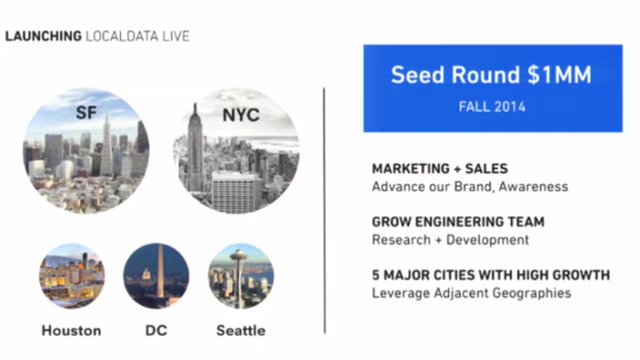 LAUNCHING LOCALDATA LIVE
SF
NYC
Houston
DC
Seattle
Seed Round $1MM
FALL 2014
MARKETING + SALES
Advance our Brand, Awareness
GROW ENGINEERING TEAM
Research + Development
5 MAJOR CITIES WITH HIGH GROWTH
Leverage Adjacent Geographies